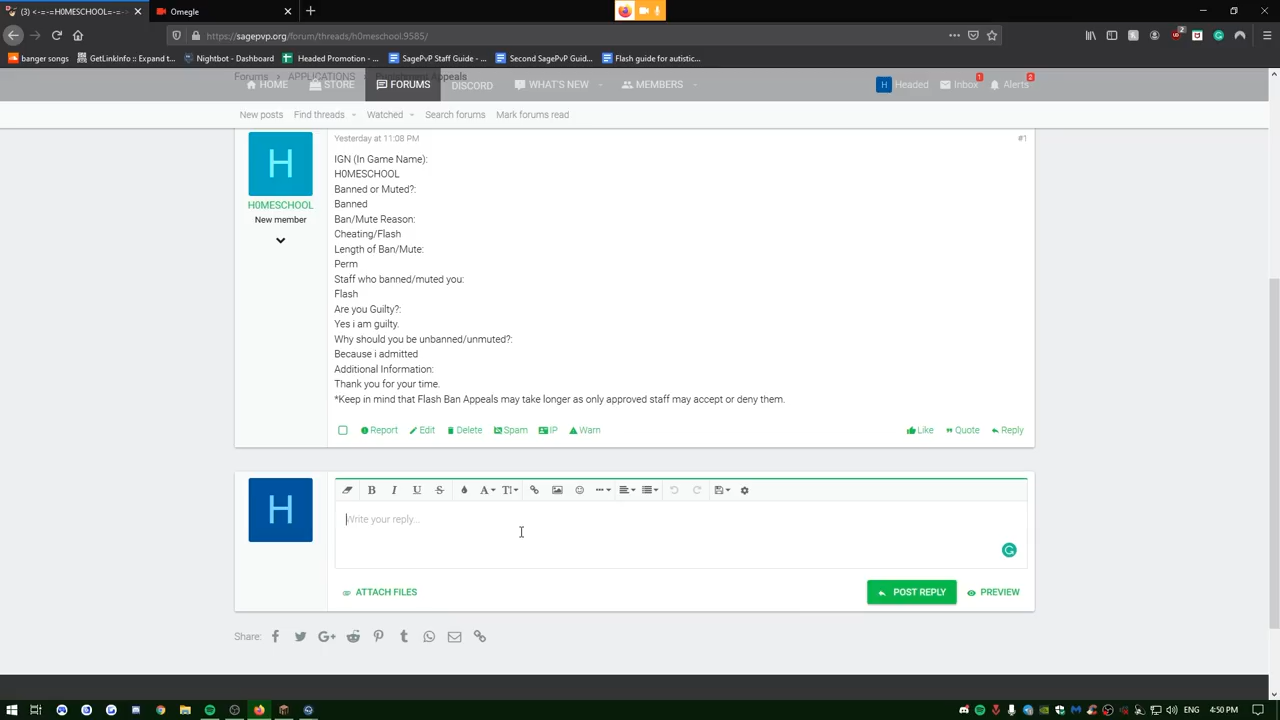 (3) <-=-=H0MESCHOOL=-=-
Omegle
https://sagepvp.org/forum/threads/h0meschool.9585/
2
banger songs
GetLinkInfo :: Expand t...
Nightbot - Dashboard
Headed Promotion - ...
SagePvP Staff Guide - ...
Second SagePvP Guid...
Flash guide for autistic...
Forums
APPLICATIONS
Punishment Appeals
HOME
STORE
FORUMS
DISCORD
WHAT'S NEW
MEMBERS
H
Headed
Inbox
1
Alerts
2
New posts
Find threads
Watched
Search forums
Mark forums read
H
H0MESCHOOL
New member
Yesterday at 11:08 PM
#1
IGN (In Game Name):
H0MESCHOOL
Banned or Muted?:
Banned
Ban/Mute Reason:
Cheating/Flash
Length of Ban/Mute:
Perm
Staff who banned/muted you:
Flash
Are you Guilty?:
Yes i am guilty.
Why should you be unbanned/unmuted?:
Because i admitted
Additional Information:
Thank you for your time.
*Keep in mind that Flash Ban Appeals may take longer as only approved staff may accept or deny them.
Report
Edit
Delete
Spam
IP
Warn
Like
Quote
Reply
H
Write your reply...
ATTACH FILES
POST REPLY
PREVIEW
Share:
ENG
4:50 PM